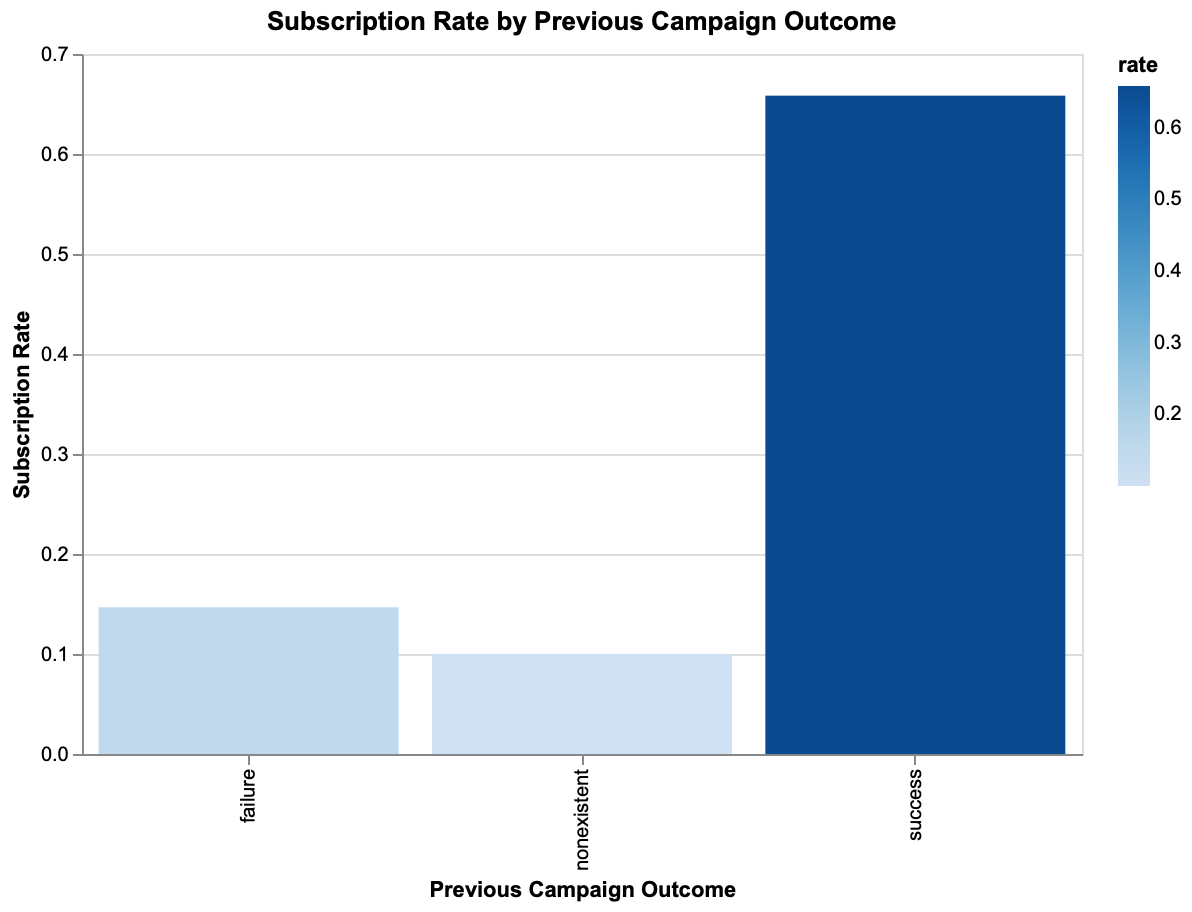 Subscription Rate by Previous Campaign Outcome
0.7
0.6
0.5
0.4
0.3
0.2
0.1
0.0
Subscription Rate
failure
nonexistent
success
Previous Campaign Outcome
rate
0.6
0.5
0.4
0.3
0.2